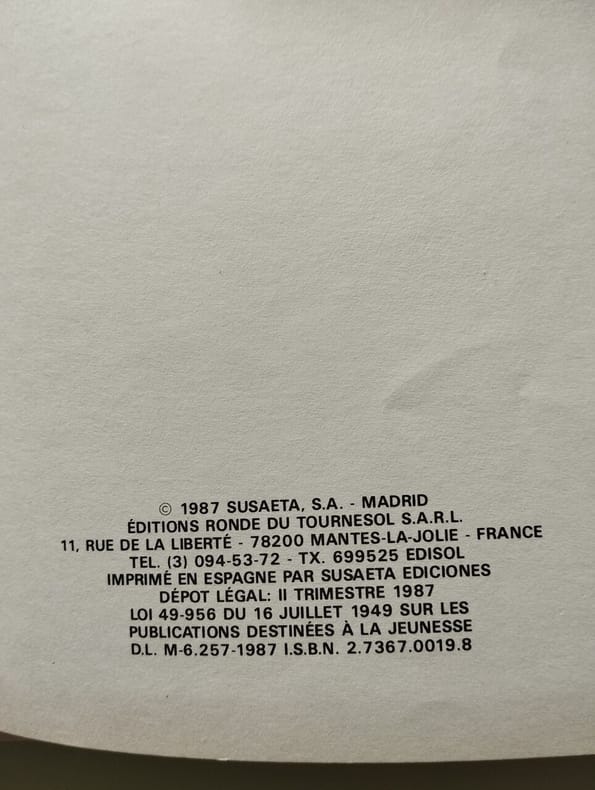 © 1987 SUSAETA, S.A. - MADRID
ÉDITIONS RONDE DU TOURNESOL S.A.R.L.
11, RUE DE LA LIBERTÉ - 78200 MANTES-LA-JOLIE - FRANCE
TEL. (3) 094-53-72 - TX. 699525 EDISOL
IMPRIMÉ EN ESPAGNE PAR SUSAETA EDICIONES
DÉPOT LÉGAL: II TRIMESTRE 1987
LOI 49-956 DU 16 JUILLET 1949 SUR LES
PUBLICATIONS DESTINÉES À LA JEUNESSE
D.L. M-6.257-1987 I.S.B.N. 2.7367.0019.8